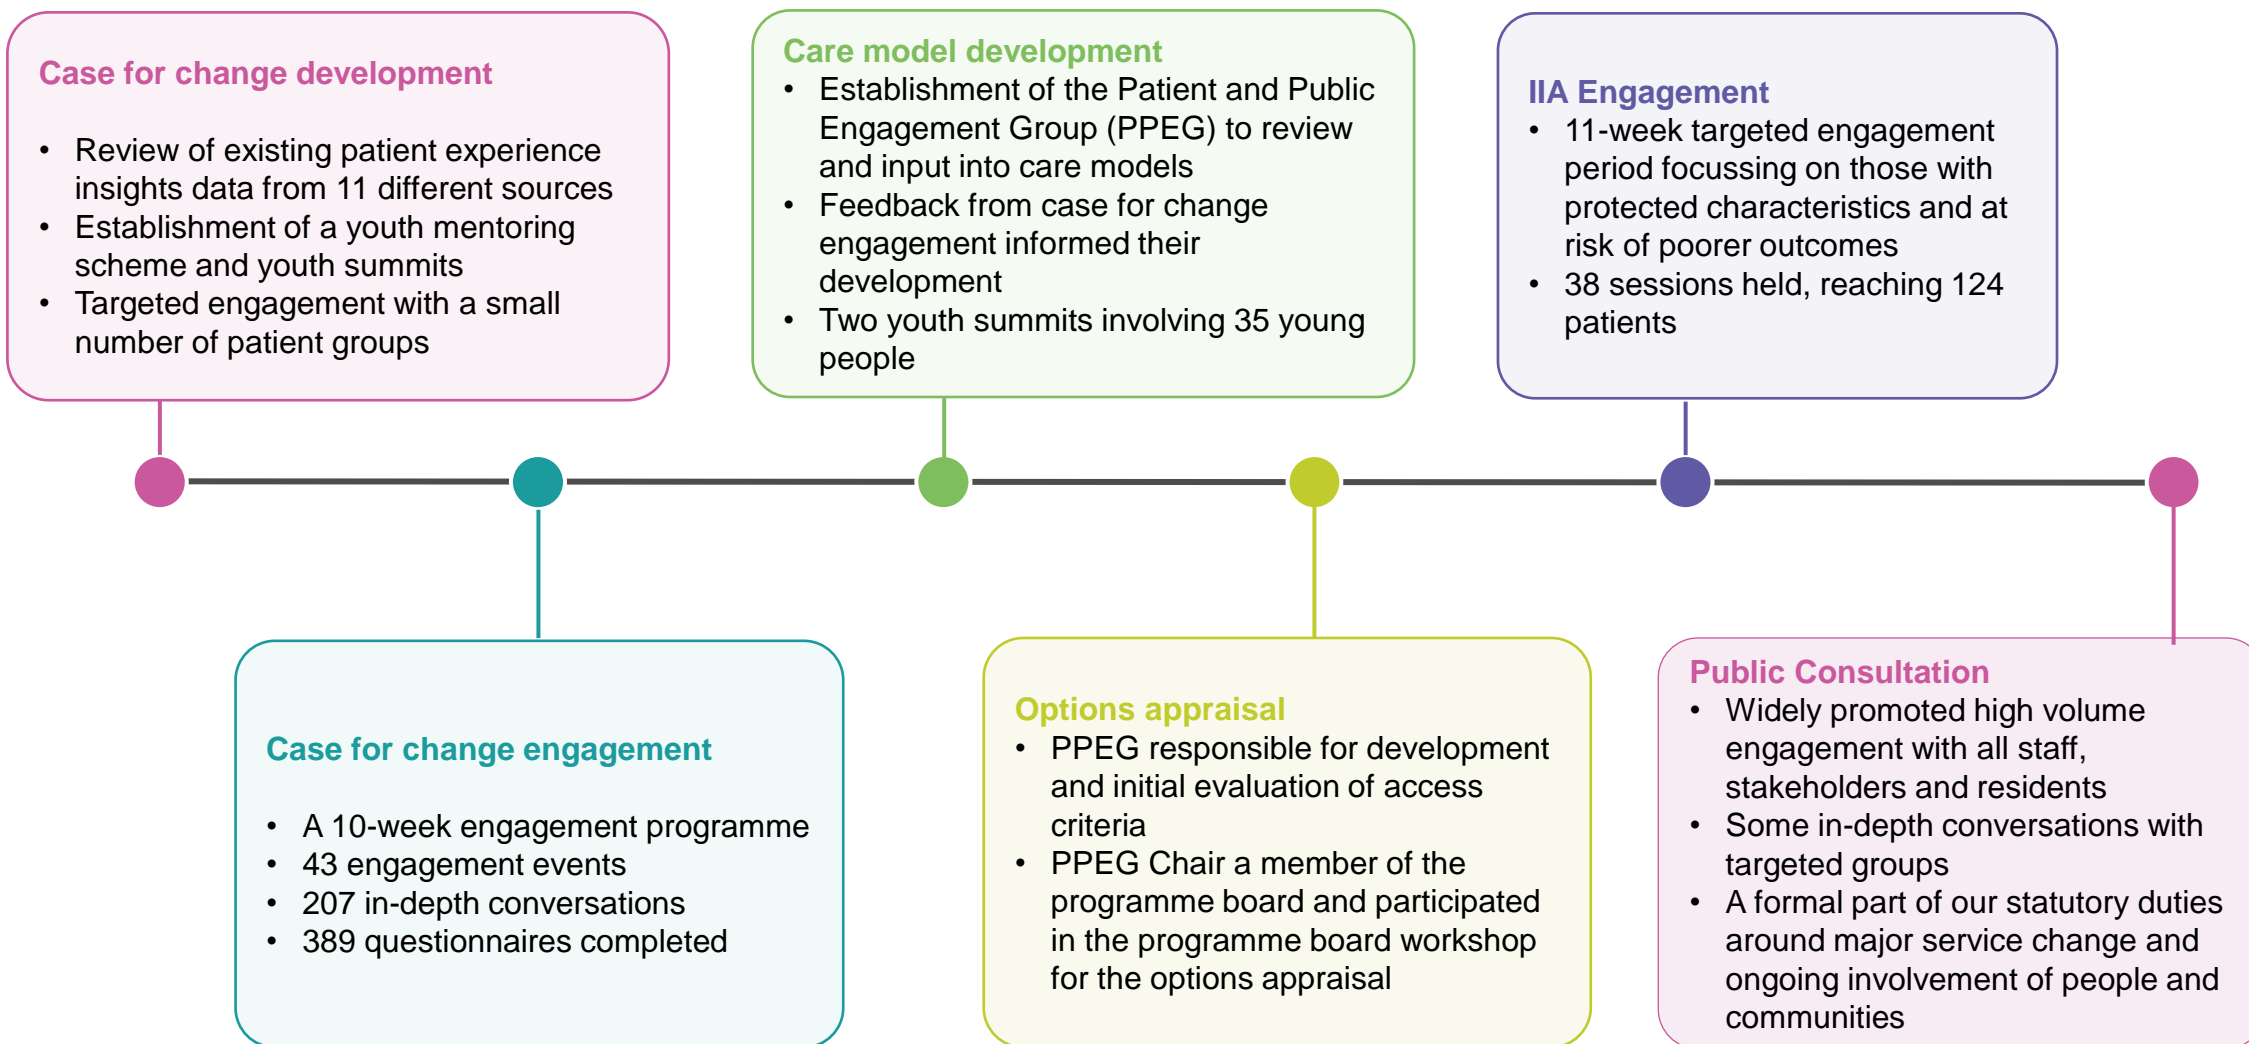 Case for change development
• Review of existing patient experience
insights data from 11 different sources
• Establishment of a youth mentoring
scheme and youth summits
• Targeted engagement with a small
number of patient groups
Case for change engagement
• A 10-week engagement programme
• 43 engagement events
• 207 in-depth conversations
• 389 questionnaires completed
Care model development
• Establishment of the Patient and Public
Engagement Group (PPEG) to review
and input into care models
• Feedback from case for change
engagement informed their
development
• Two youth summits involving 35 young
people
Options appraisal
• PPEG responsible for development
and initial evaluation of access
criteria
• PPEG Chair a member of the
programme board and participated
in the programme board workshop
for the options appraisal
IIA Engagement
• 11-week targeted engagement
period focussing on those with
protected characteristics and at
risk of poorer outcomes
• 38 sessions held, reaching 124
patients
Public Consultation
• Widely promoted high volume
engagement with all staff,
stakeholders and residents
• Some in-depth conversations with
targeted groups
• A formal part of our statutory duties
around major service change and
ongoing involvement of people and
communities